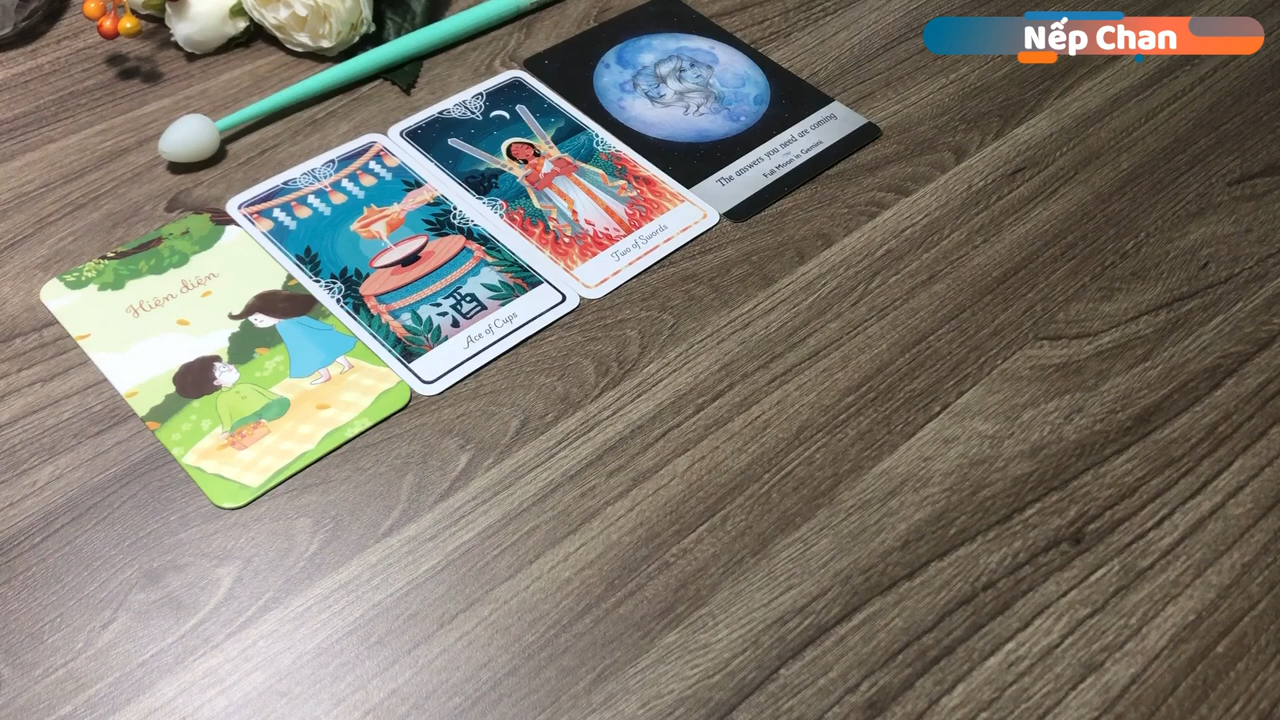 Nếp Chan
The answers you need are coming
Full Moon in Gemini
Two of Swords
酒
Ace of Cups
Hiện diện